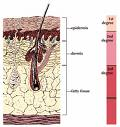 epidermis
dermis
fatty tissue
1st
degree
2nd
degree
3rd
degree